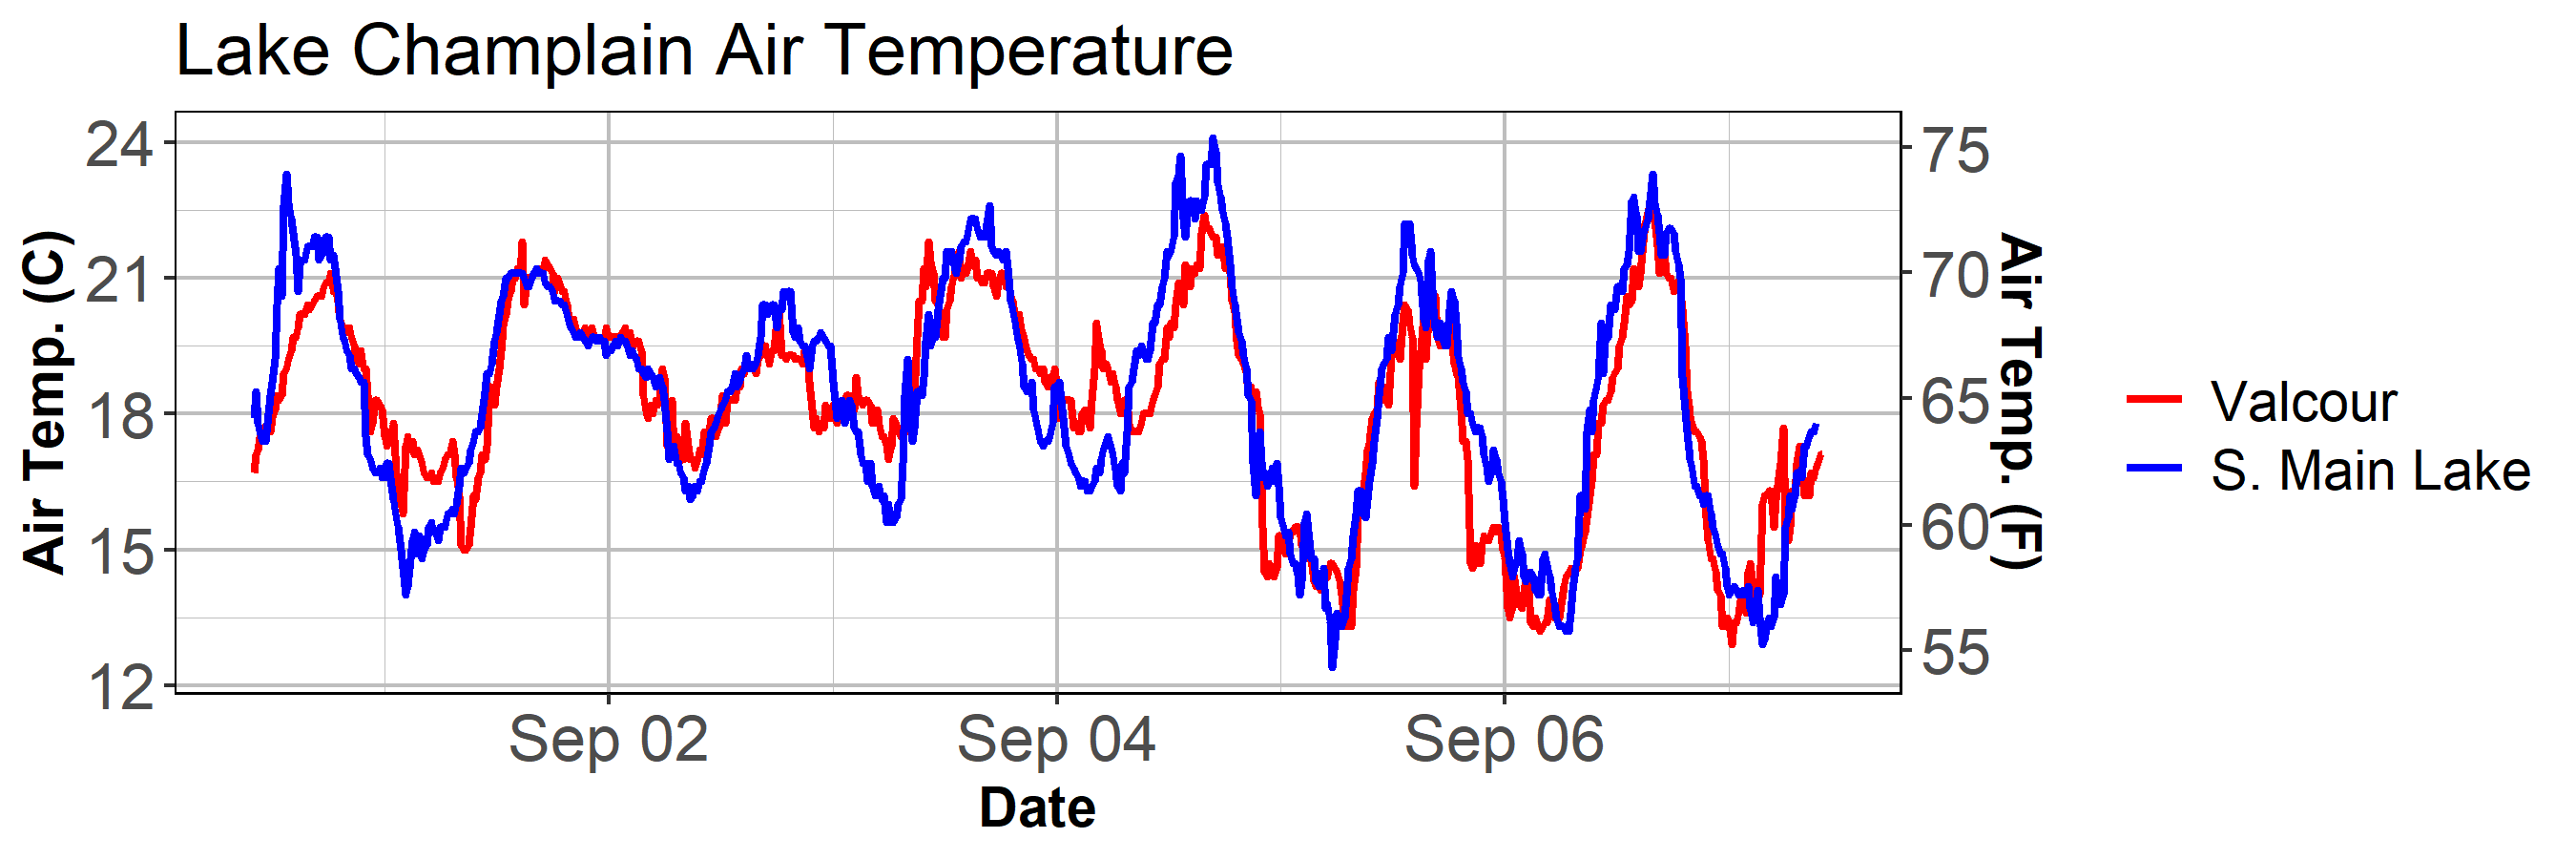 Lake Champlain Air Temperature
24
21
18
15
12
Air Temp. (C)
75
70
65
60
55
Air Temp. (F)
Sep 02
Sep 04
Sep 06
Date
Valcour
S. Main Lake